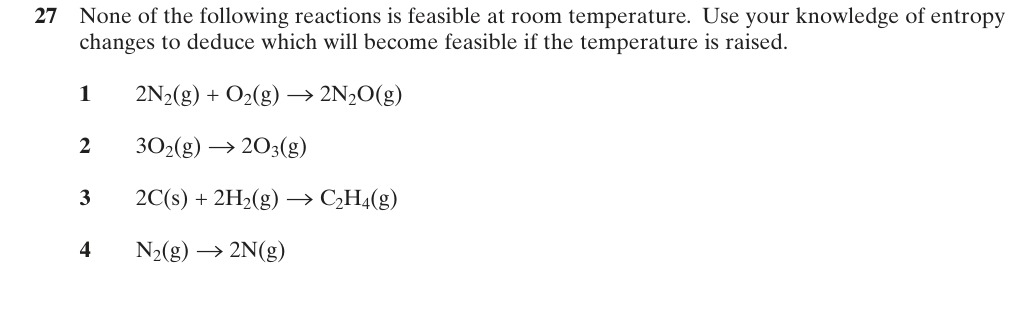 27 None of the following reactions is feasible at room temperature. Use your knowledge of entropy
changes to deduce which will become feasible if the temperature is raised.
1 2N₂(g) + O₂(g) → 2N₂O(g)
2 3O₂(g) → 2O₃(g)
3 2C(s) + 2H₂(g) → C₂H₄(g)
4 N₂(g) → 2N(g)